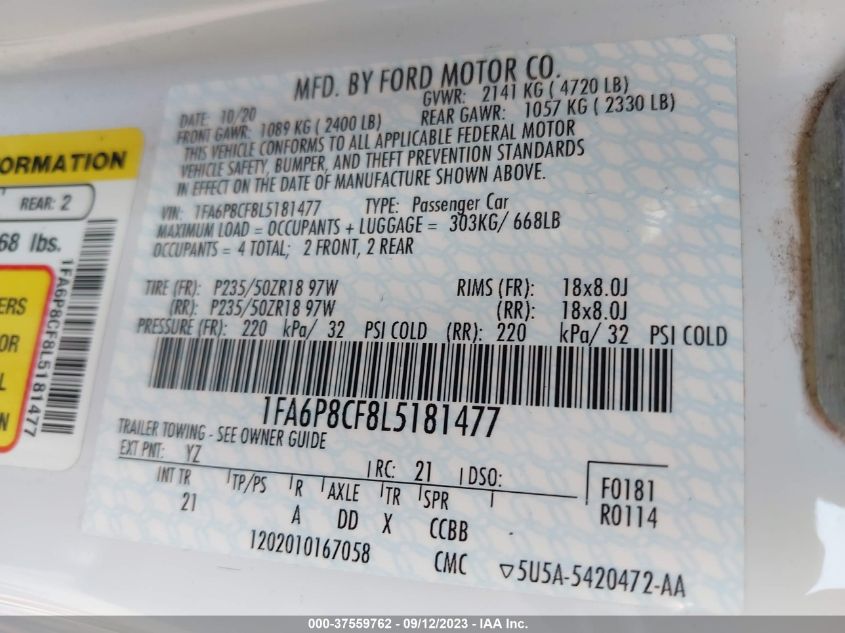 MFD. BY FORD MOTOR CO.
DATE: 10/20
GVWR: 2141 KG ( 4720 LB)
FRONT GAWR: 1089 KG ( 2400 LB)
REAR GAWR: 1057 KG ( 2330 LB)
THIS VEHICLE CONFORMS TO ALL APPLICABLE FEDERAL MOTOR
VEHICLE SAFETY, BUMPER, AND THEFT PREVENTION STANDARDS
IN EFFECT ON THE DATE OF MANUFACTURE SHOWN ABOVE.
VIN: 1FA6P8CF8L5181477 TYPE: Passenger Car
MAXIMUM LOAD = OCCUPANTS + LUGGAGE = 303KG/ 668LB
OCCUPANTS = 4 TOTAL; 2 FRONT, 2 REAR
TIRE (FR): P235/50ZR18 97W RIMS (FR): 18x8.0J
(RR): P235/50ZR18 97W (RR): 18x8.0J
PRESSURE (FR): 220 kPa/ 32 PSI COLD (RR): 220 kPa/ 32 PSI COLD
1FA6P8CF8L5181477
TRAILER TOWING - SEE OWNER GUIDE
EXT PNT: YZ RC: 21 DSO:
INT TR TP/PS R AXLE TR SPR
21 A DD X CCBB
F0181
R0114
1202010167058 CMC ▽5U5A-5420472-AA
ORMATION
REAR: 2
68 lbs.
ERS
OR
L
N
1FA6P8CF8L5181477
000-37559762 - 09/12/2023 - IAA Inc.